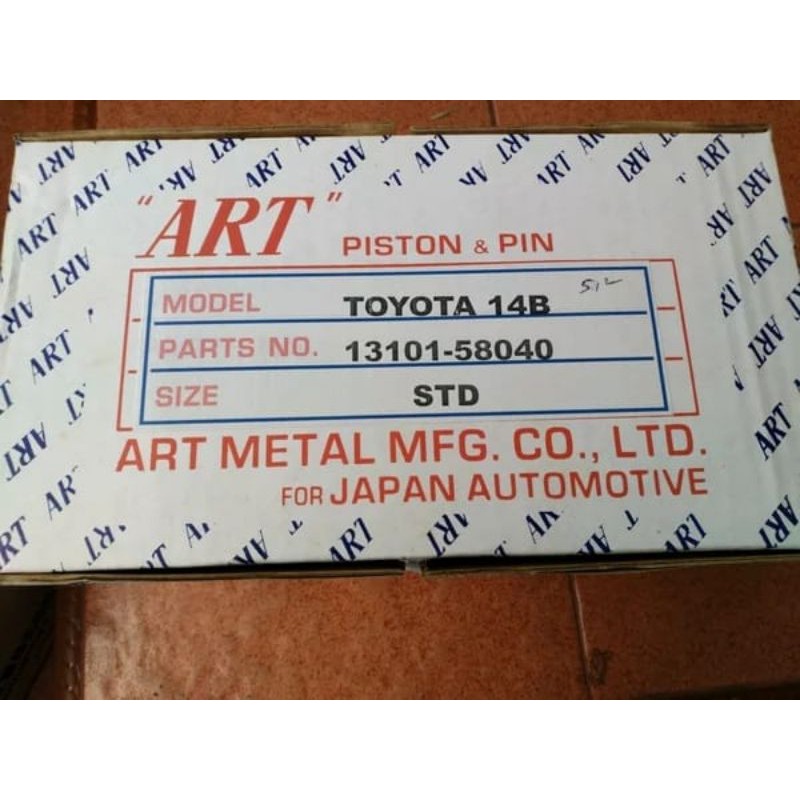 "ART" PISTON & PIN
MODEL TOYOTA 14B
PARTS NO. 13101-58040
SIZE STD
ART METAL MFG. CO., LTD.
FOR JAPAN AUTOMOTIVE